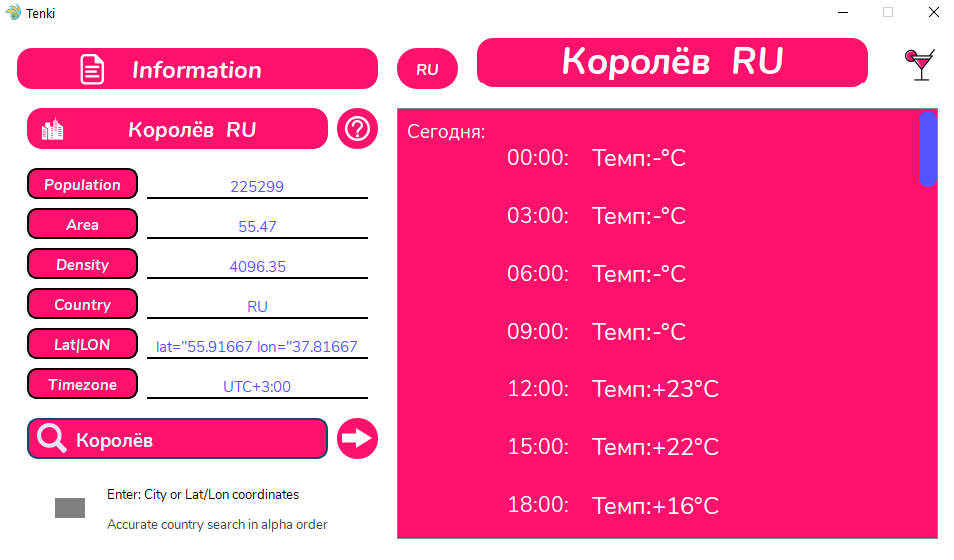 Tenki
Information
RU
Королёв RU
Королёв RU
?
Population
225299
Area
55.47
Density
4096.35
Country
RU
Lat|LON
lat="55.91667 lon="37.81667
Timezone
UTC+3:00
Королёв
Enter: City or Lat/Lon coordinates
Accurate country search in alpha order
Сегодня:
00:00: Темп:-°C
03:00: Темп:-°C
06:00: Темп:-°C
09:00: Темп:-°C
12:00: Темп:+23°C
15:00: Темп:+22°C
18:00: Темп:+16°C